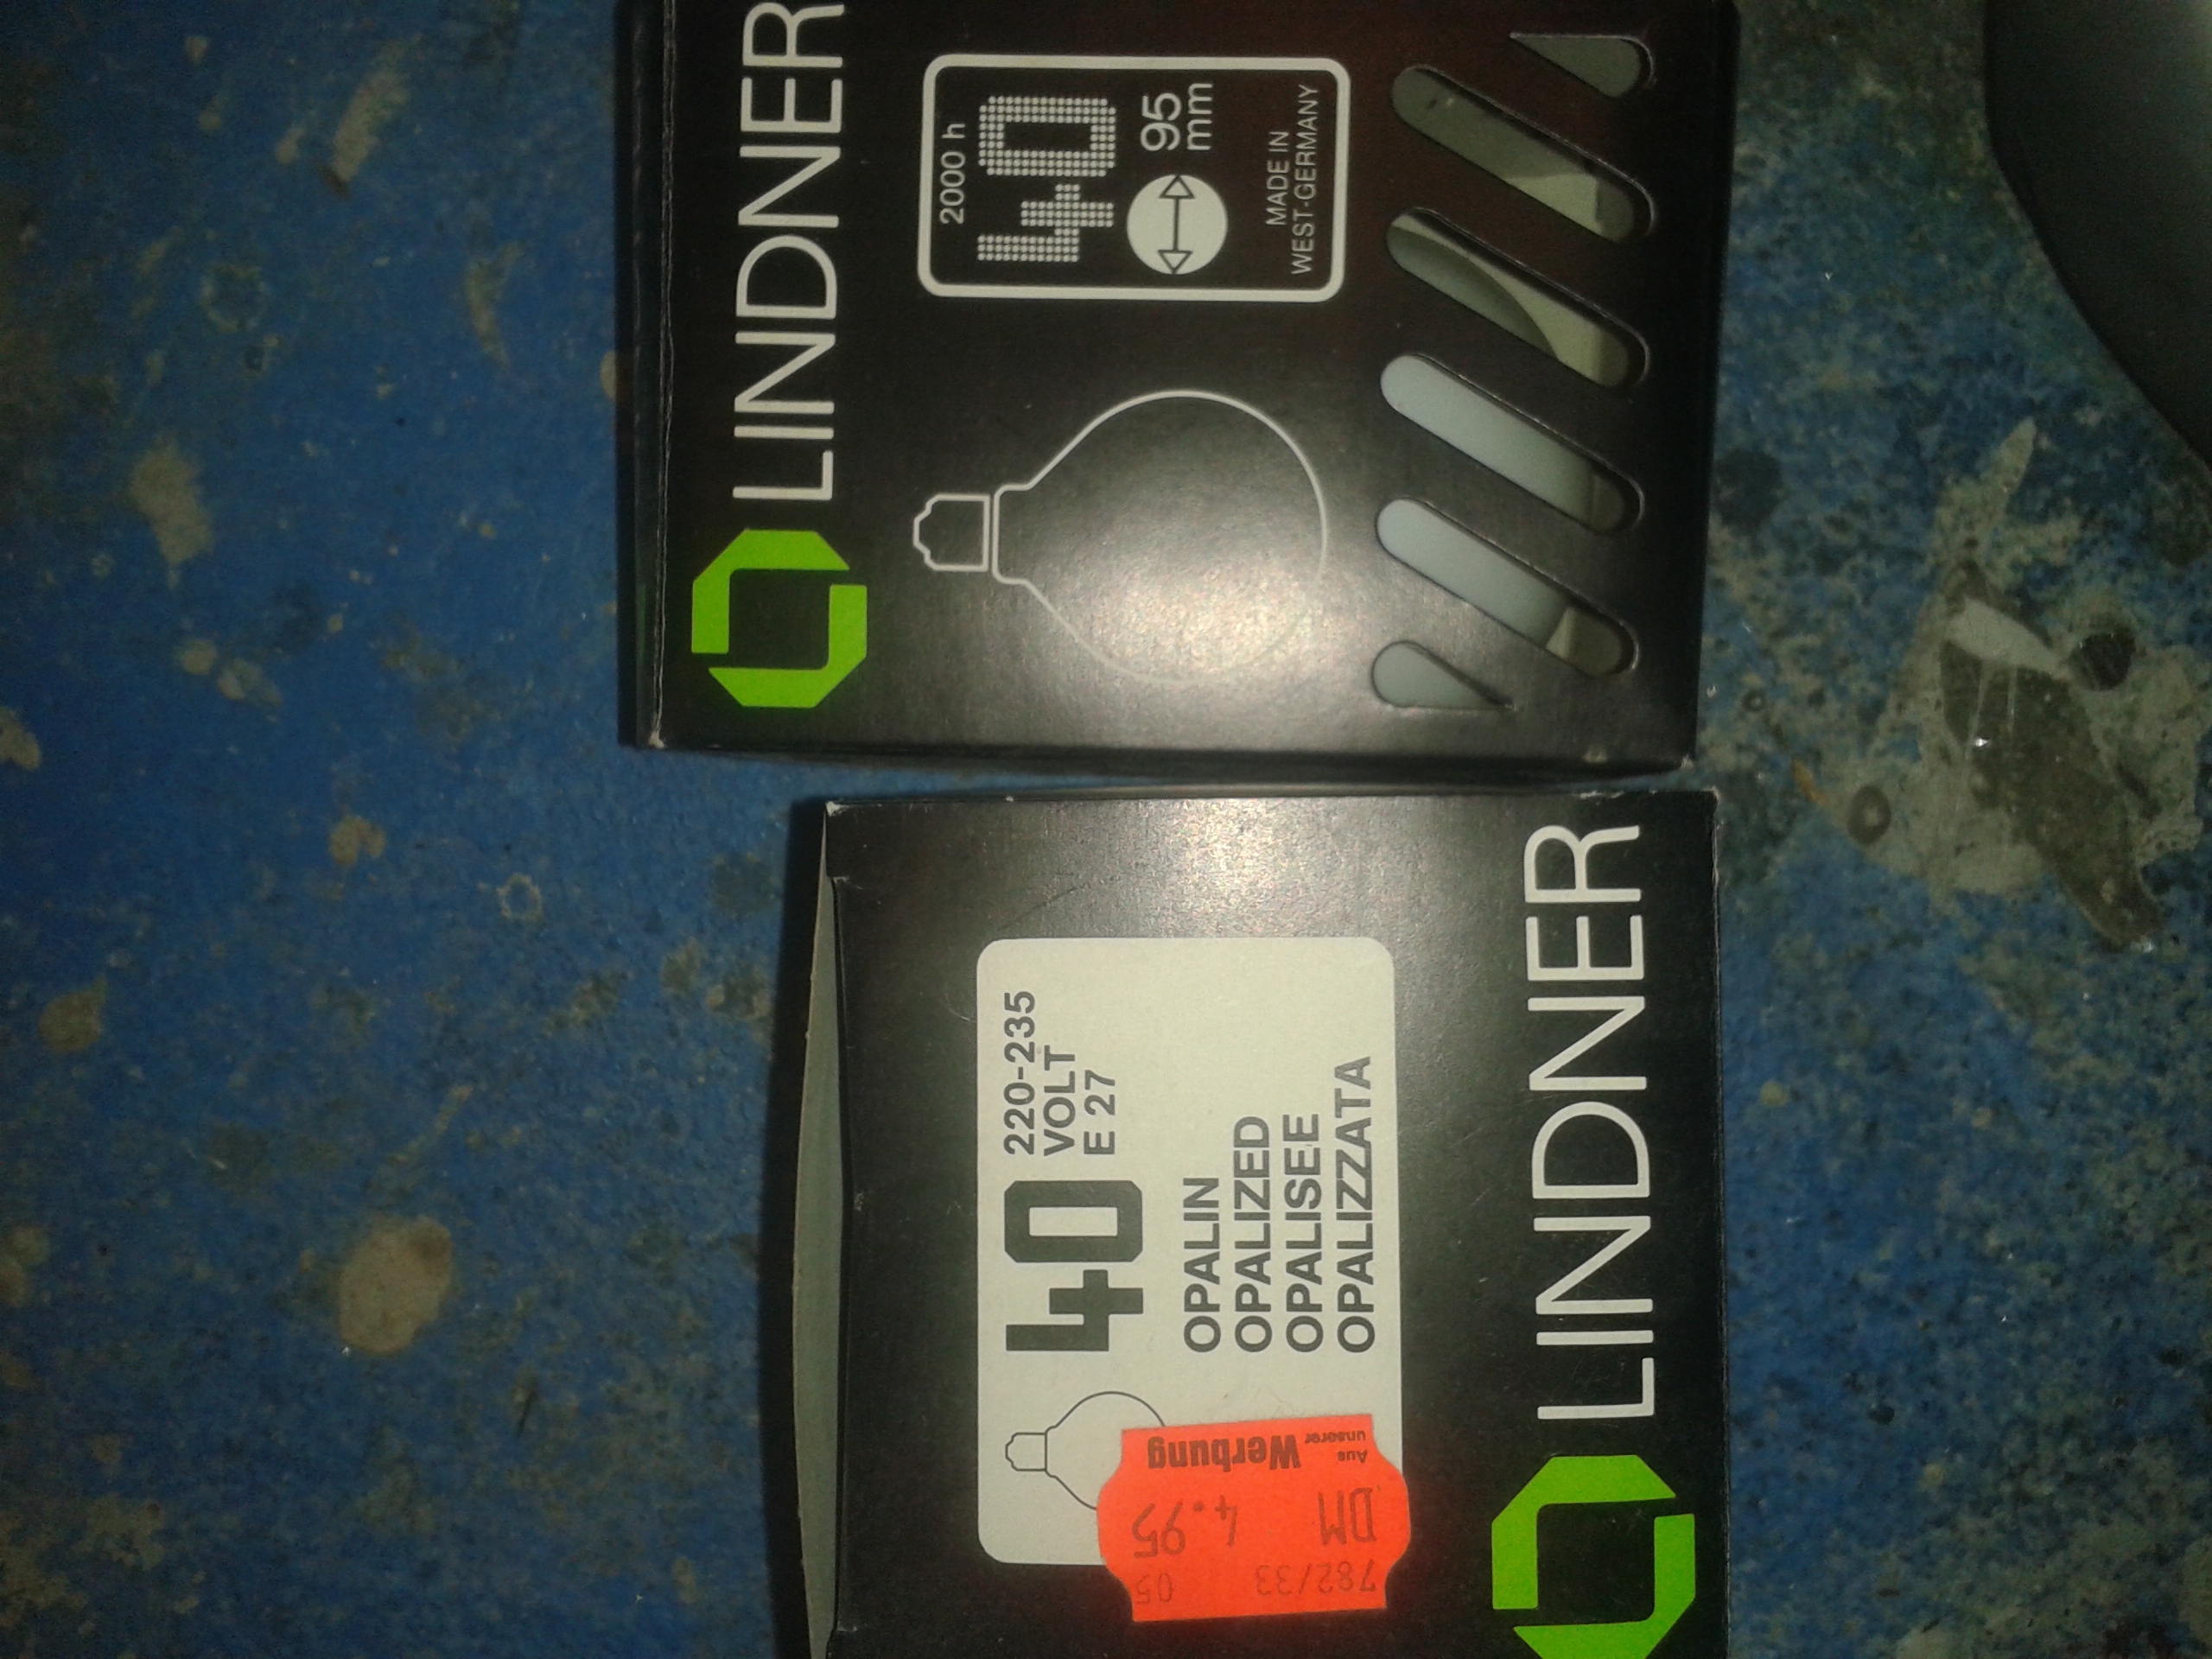 LINDNER
2000 h
40
95
mm
MADE IN
WEST-GERMANY
40
220-235
VOLT
E 27
OPALIN
OPALIZED
OPALISEE
OPALIZZATA
Aus
unserer
Werbung
DM 4.95
782/33 05
LINDNER